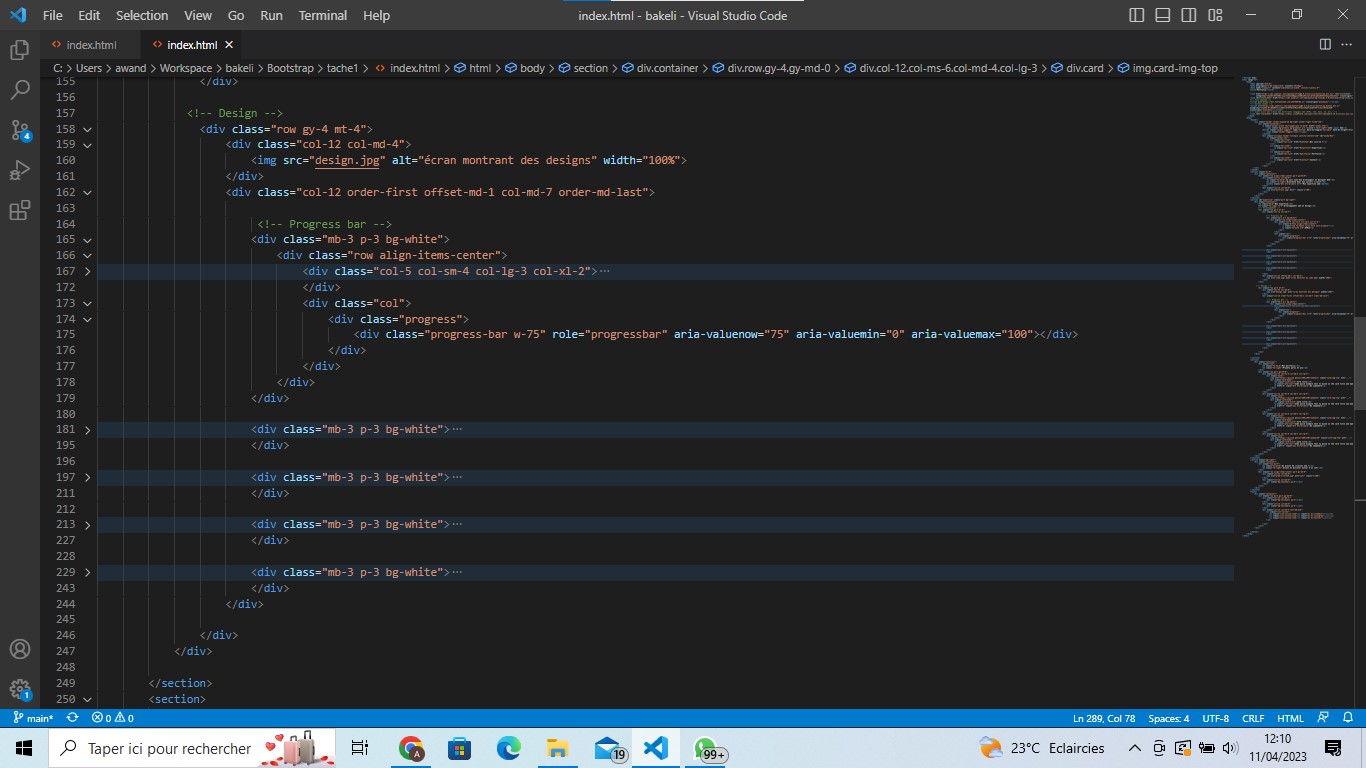 File Edit Selection View Go Run Terminal Help index.html - bakeli - Visual Studio Code
index.html index.html
C: > Users > awand > Workspace > bakeli > Bootstrap > tache1 > index.html > html > body > section > div.container > div.row.gy-4.gy-md-0 > div.col-12.col-ms-6.col-md-4.col-lg-3 > div.card > img.card-img-top
155 </div>
156
157 <!-- Design -->
158 <div class="row gy-4 mt-4">
159 <div class="col-12 col-md-4">
160 <img src="design.jpg" alt="écran montrant des designs" width="100%">
161 </div>
162 <div class="col-12 order-first offset-md-1 col-md-7 order-md-last">
163
164 <!-- Progress bar -->
165 <div class="mb-3 p-3 bg-white">
166 <div class="row align-items-center">
167 <div class="col-5 col-sm-4 col-lg-3 col-xl-2">···
172 </div>
173 <div class="col">
174 <div class="progress">
175 <div class="progress-bar w-75" role="progressbar" aria-valuenow="75" aria-valuemin="0" aria-valuemax="100"></div>
176 </div>
177 </div>
178 </div>
179 </div>
180
181 <div class="mb-3 p-3 bg-white">···
195 </div>
196
197 <div class="mb-3 p-3 bg-white">···
211 </div>
212
213 <div class="mb-3 p-3 bg-white">···
227 </div>
228
229 <div class="mb-3 p-3 bg-white">···
243 </div>
244 </div>
245
246 </div>
247 </div>
248
249 </section>
250 <section>
4
1
main* 0 0 Ln 289, Col 78 Spaces: 4 UTF-8 CRLF HTML
Taper ici pour rechercher A 19 99+ 23°C Eclaircies 12:10
11/04/2023